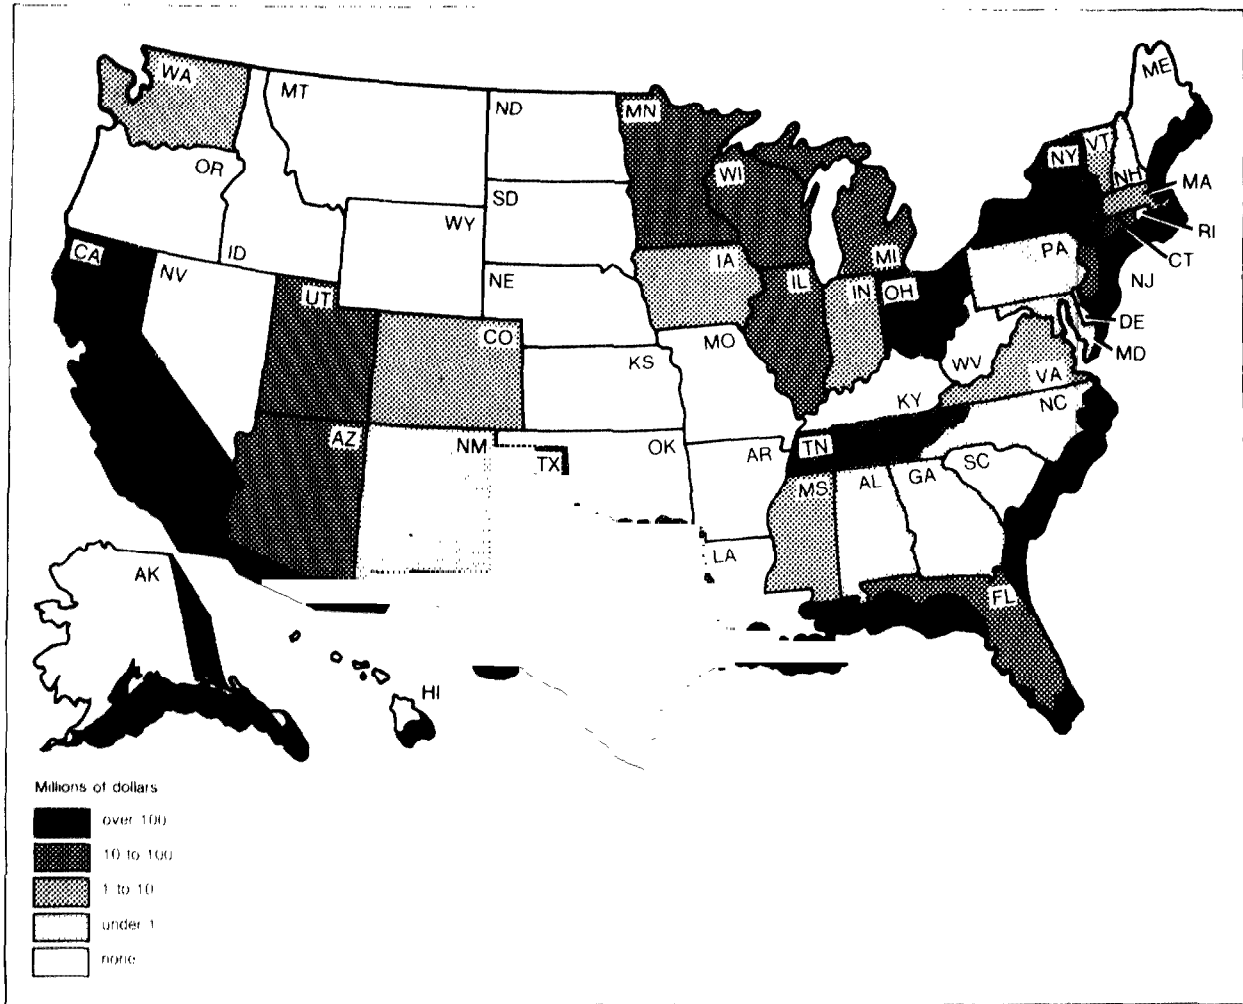 WA
MT
ND
MN
ME
OR
ID
WY
SD
WI
NY
VT
NH
MA
RI
CT
NJ
CA
NV
UT
CO
NE
IA
IL
IN
MI
OH
PA
DE
MD
WV
VA
KS
MO
KY
NC
AZ
NM
TX
OK
AR
TN
MS
AL
GA
SC
LA
FL
AK
HI
Millions of dollars
over 100
10 to 100
1 to 10
under 1
none